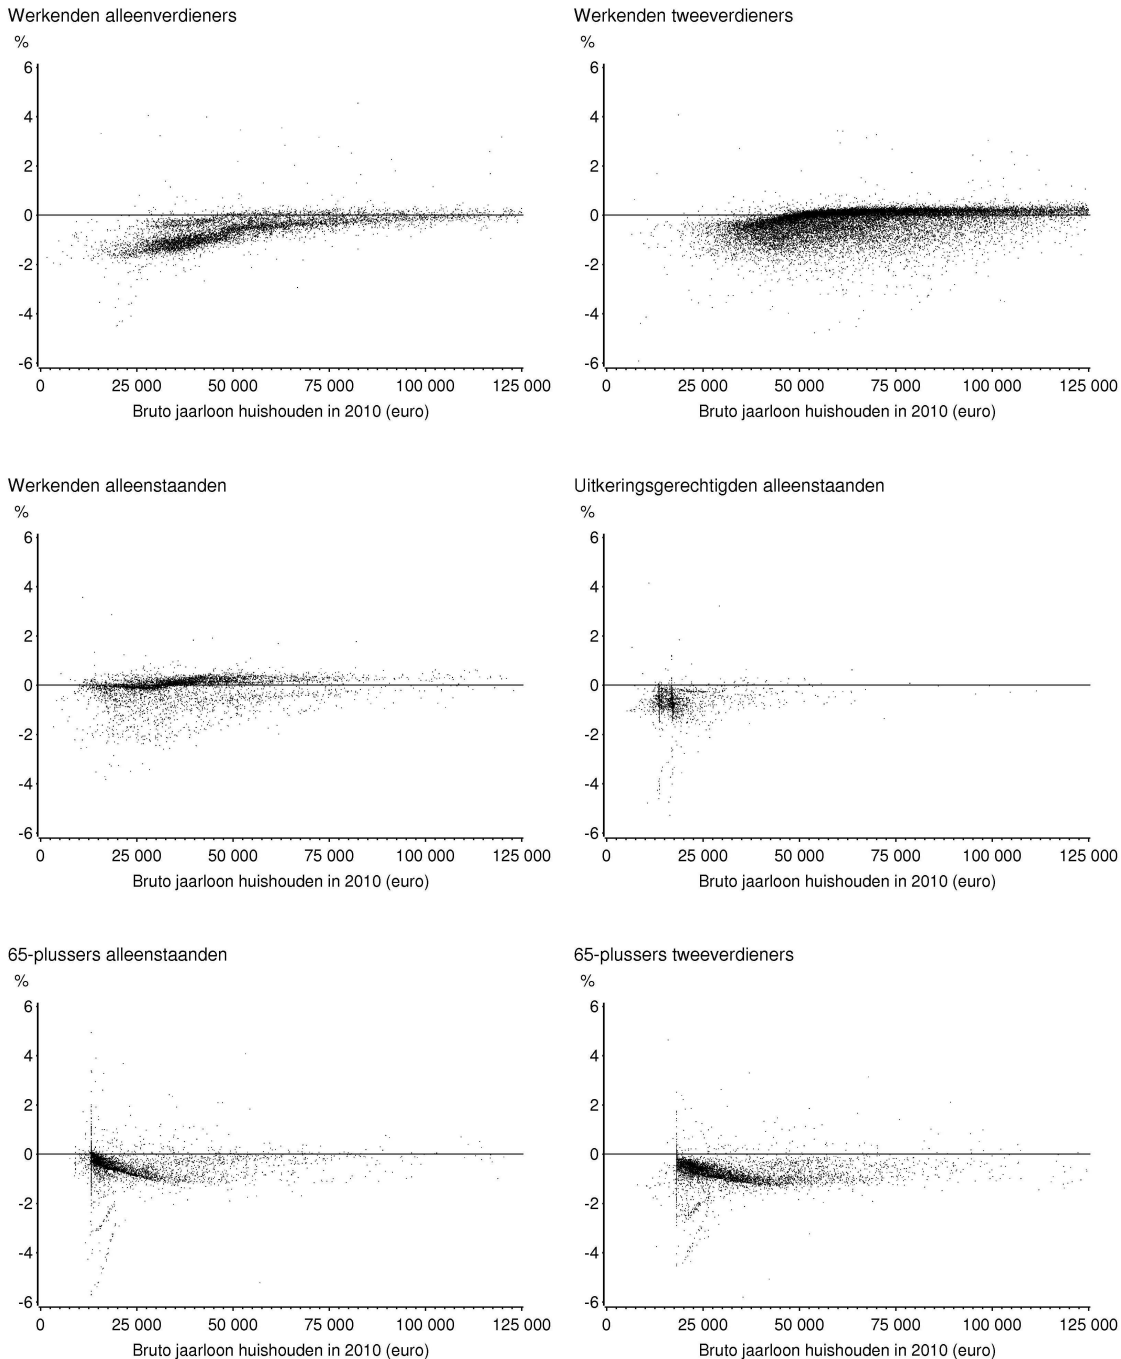 Werkenden alleenverdieners
%
6
4
2
0
-2
-4
-6
0 25 000 50 000 75 000 100 000 125 000
Bruto jaarloon huishouden in 2010 (euro)
Werkenden tweeverdieners
%
6
4
2
0
-2
-4
-6
0 25 000 50 000 75 000 100 000 125 000
Bruto jaarloon huishouden in 2010 (euro)
Werkenden alleenstaanden
%
6
4
2
0
-2
-4
-6
0 25 000 50 000 75 000 100 000 125 000
Bruto jaarloon huishouden in 2010 (euro)
Uitkeringsgerechtigden alleenstaanden
%
6
4
2
0
-2
-4
-6
0 25 000 50 000 75 000 100 000 125 000
Bruto jaarloon huishouden in 2010 (euro)
65-plussers alleenstaanden
%
6
4
2
0
-2
-4
-6
0 25 000 50 000 75 000 100 000 125 000
Bruto jaarloon huishouden in 2010 (euro)
65-plussers tweeverdieners
%
6
4
2
0
-2
-4
-6
0 25 000 50 000 75 000 100 000 125 000
Bruto jaarloon huishouden in 2010 (euro)